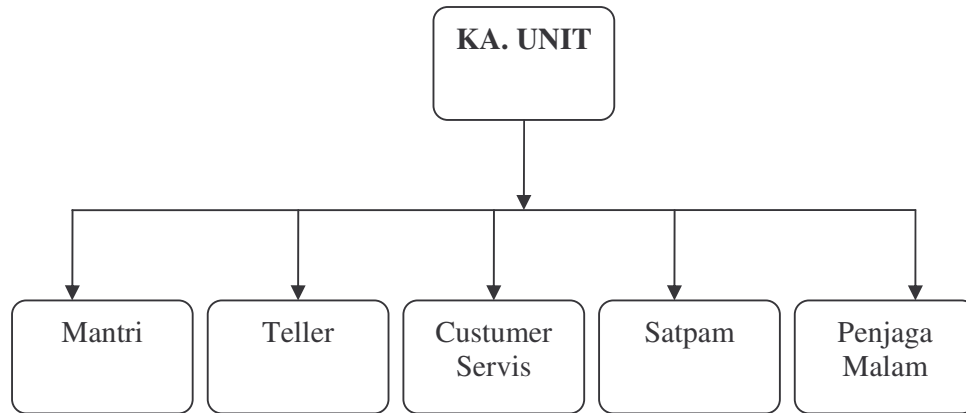 KA. UNIT
Mantri
Teller
Custumer
Servis
Satpam
Penjaga
Malam